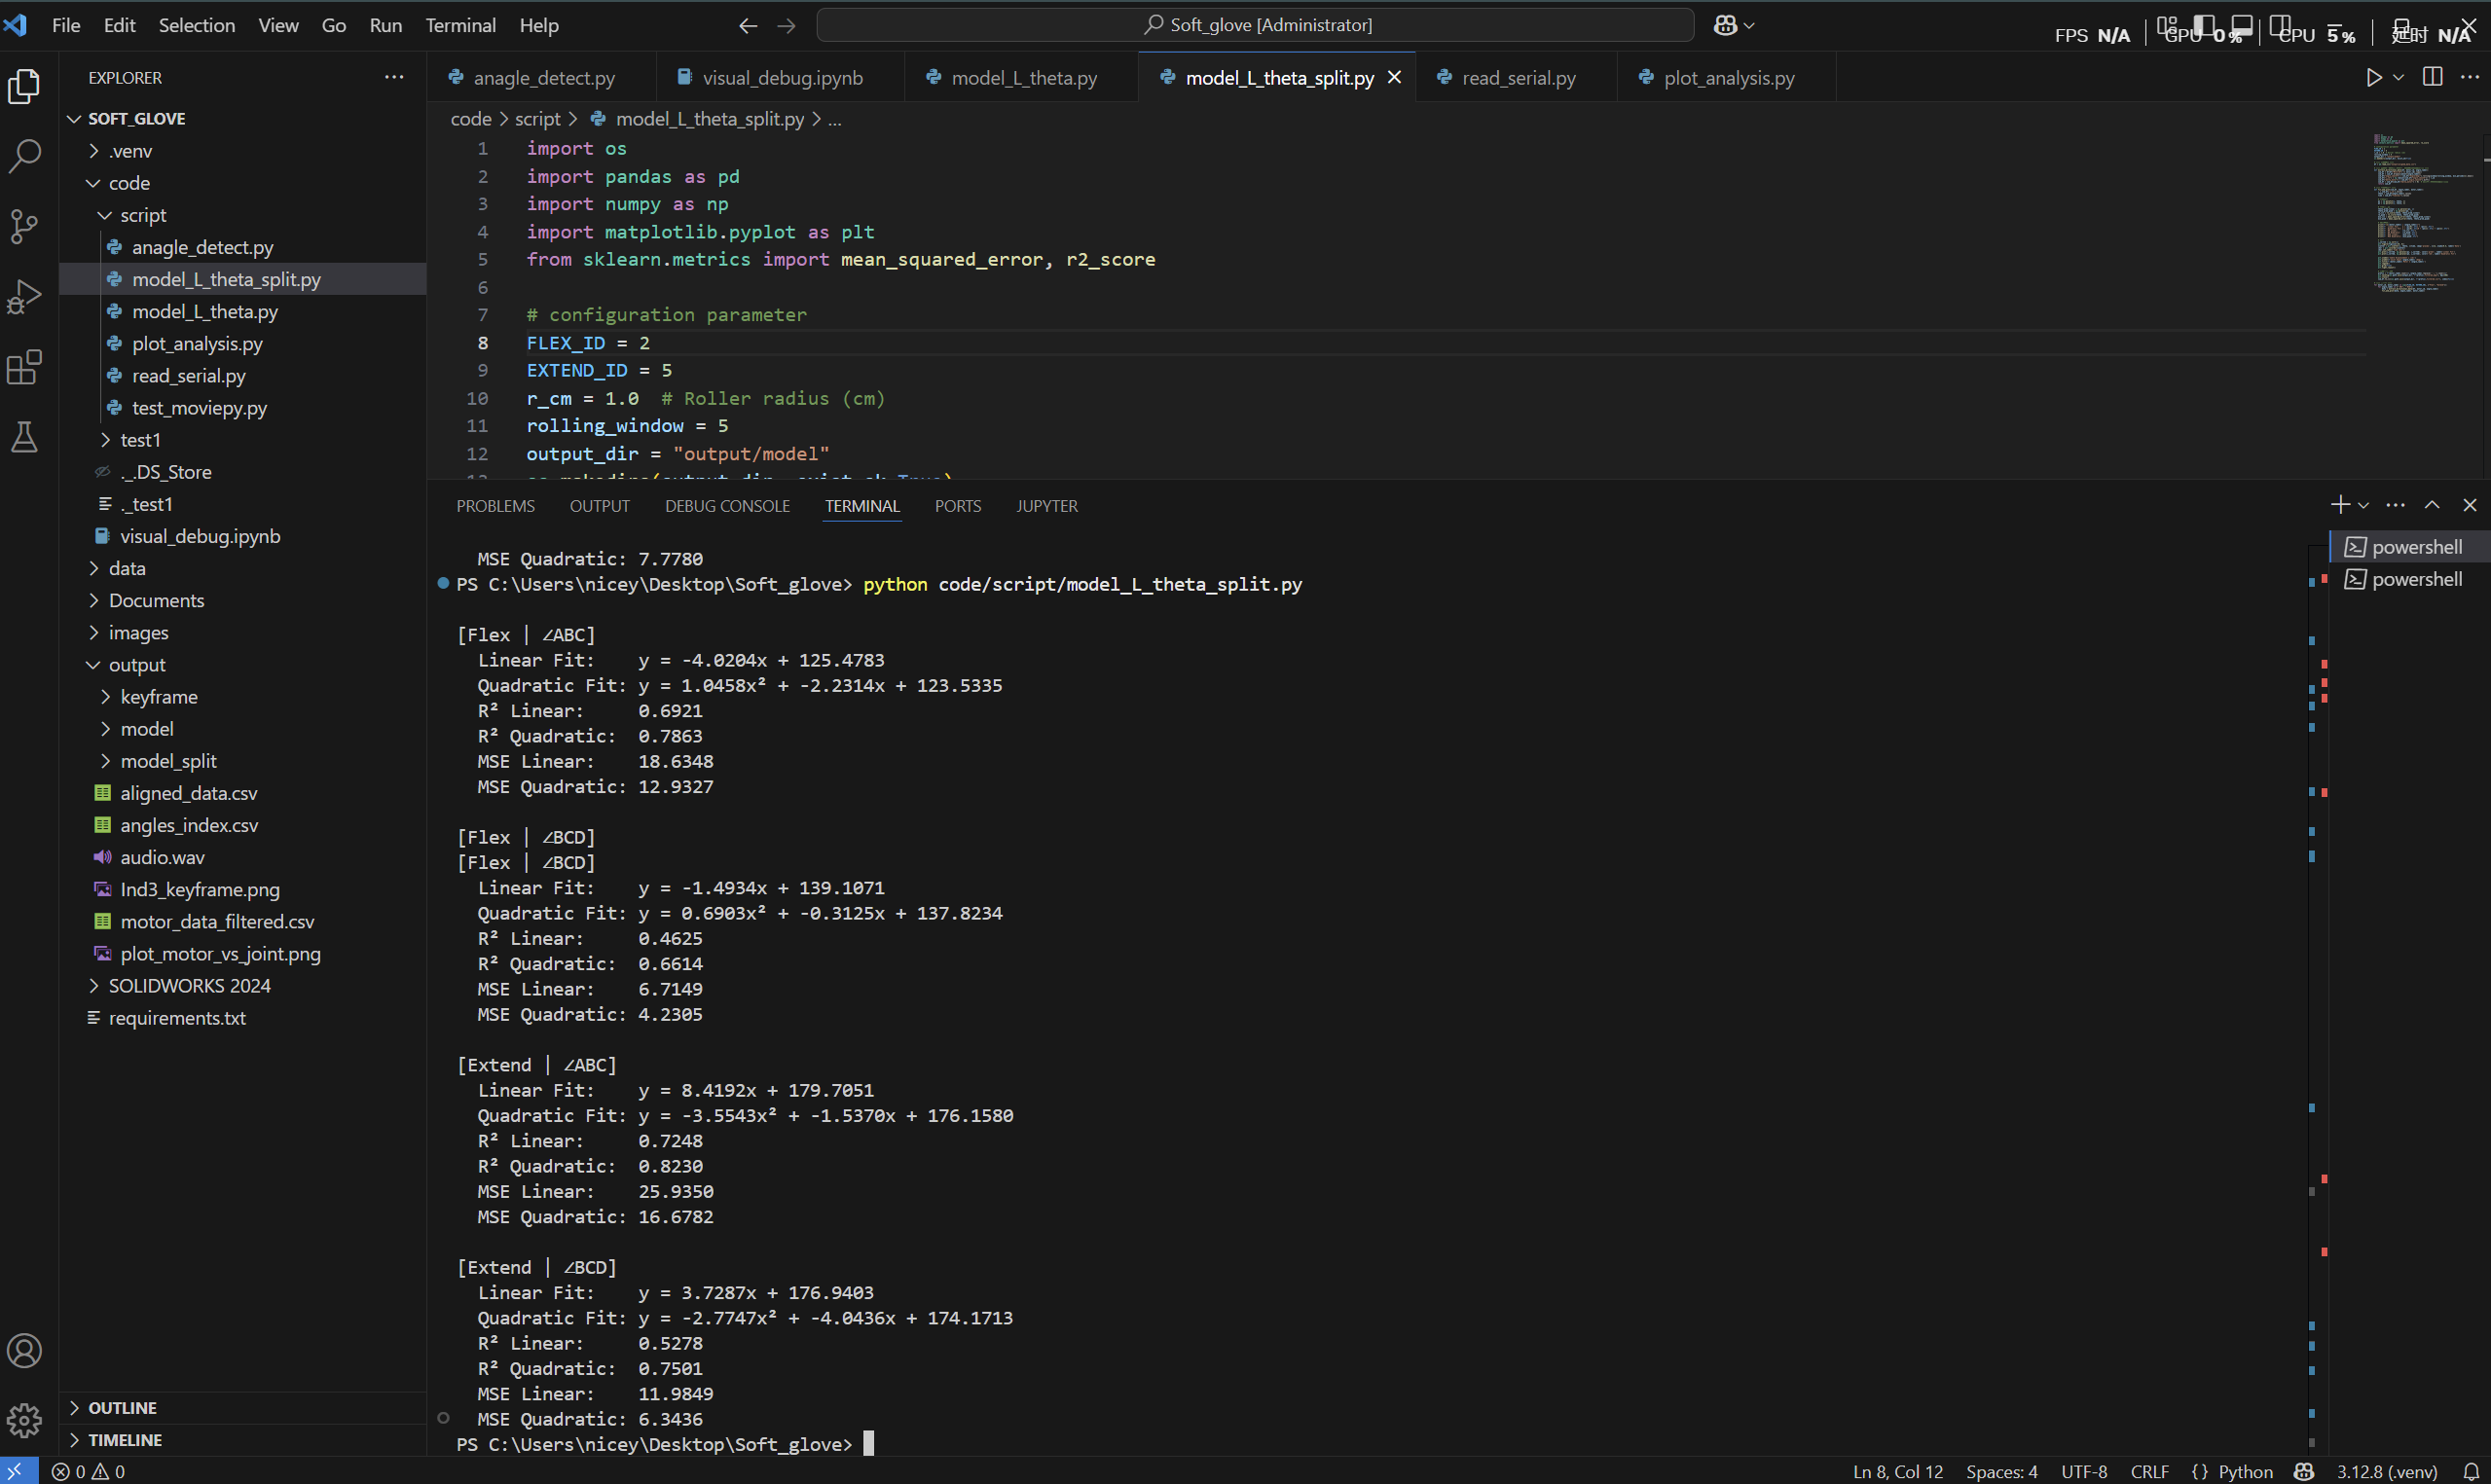 File Edit Selection View Go Run Terminal Help
Soft_glove [Administrator]
FPS N/A GPU 0% CPU 5% 延时 N/A
EXPLORER
SOFT_GLOVE
.venv
code
script
anagle_detect.py
model_L_theta_split.py
model_L_theta.py
plot_analysis.py
read_serial.py
test_moviepy.py
test1
._.DS_Store
._test1
visual_debug.ipynb
data
Documents
images
output
keyframe
model
model_split
aligned_data.csv
angles_index.csv
audio.wav
Ind3_keyframe.png
motor_data_filtered.csv
plot_motor_vs_joint.png
SOLIDWORKS 2024
requirements.txt
OUTLINE
TIMELINE
anagle_detect.py visual_debug.ipynb model_L_theta.py model_L_theta_split.py read_serial.py plot_analysis.py
code > script > model_L_theta_split.py > ...
1 import os
2 import pandas as pd
3 import numpy as np
4 import matplotlib.pyplot as plt
5 from sklearn.metrics import mean_squared_error, r2_score
6
7 # configuration parameter
8 FLEX_ID = 2
9 EXTEND_ID = 5
10 r_cm = 1.0 # Roller radius (cm)
11 rolling_window = 5
12 output_dir = "output/model"
PROBLEMS OUTPUT DEBUG CONSOLE TERMINAL PORTS JUPYTER
powershell
powershell
MSE Quadratic: 7.7780
PS C:\Users\nicey\Desktop\Soft_glove> python code/script/model_L_theta_split.py
[Flex | ∠ABC]
Linear Fit: y = -4.0204x + 125.4783
Quadratic Fit: y = 1.0458x² + -2.2314x + 123.5335
R² Linear: 0.6921
R² Quadratic: 0.7863
MSE Linear: 18.6348
MSE Quadratic: 12.9327
[Flex | ∠BCD]
[Flex | ∠BCD]
Linear Fit: y = -1.4934x + 139.1071
Quadratic Fit: y = 0.6903x² + -0.3125x + 137.8234
R² Linear: 0.4625
R² Quadratic: 0.6614
MSE Linear: 6.7149
MSE Quadratic: 4.2305
[Extend | ∠ABC]
Linear Fit: y = 8.4192x + 179.7051
Quadratic Fit: y = -3.5543x² + -1.5370x + 176.1580
R² Linear: 0.7248
R² Quadratic: 0.8230
MSE Linear: 25.9350
MSE Quadratic: 16.6782
[Extend | ∠BCD]
Linear Fit: y = 3.7287x + 176.9403
Quadratic Fit: y = -2.7747x² + -4.0436x + 174.1713
R² Linear: 0.5278
R² Quadratic: 0.7501
MSE Linear: 11.9849
MSE Quadratic: 6.3436
PS C:\Users\nicey\Desktop\Soft_glove>
0 0 Ln 8, Col 12 Spaces: 4 UTF-8 CRLF {} Python 3.12.8 (.venv)